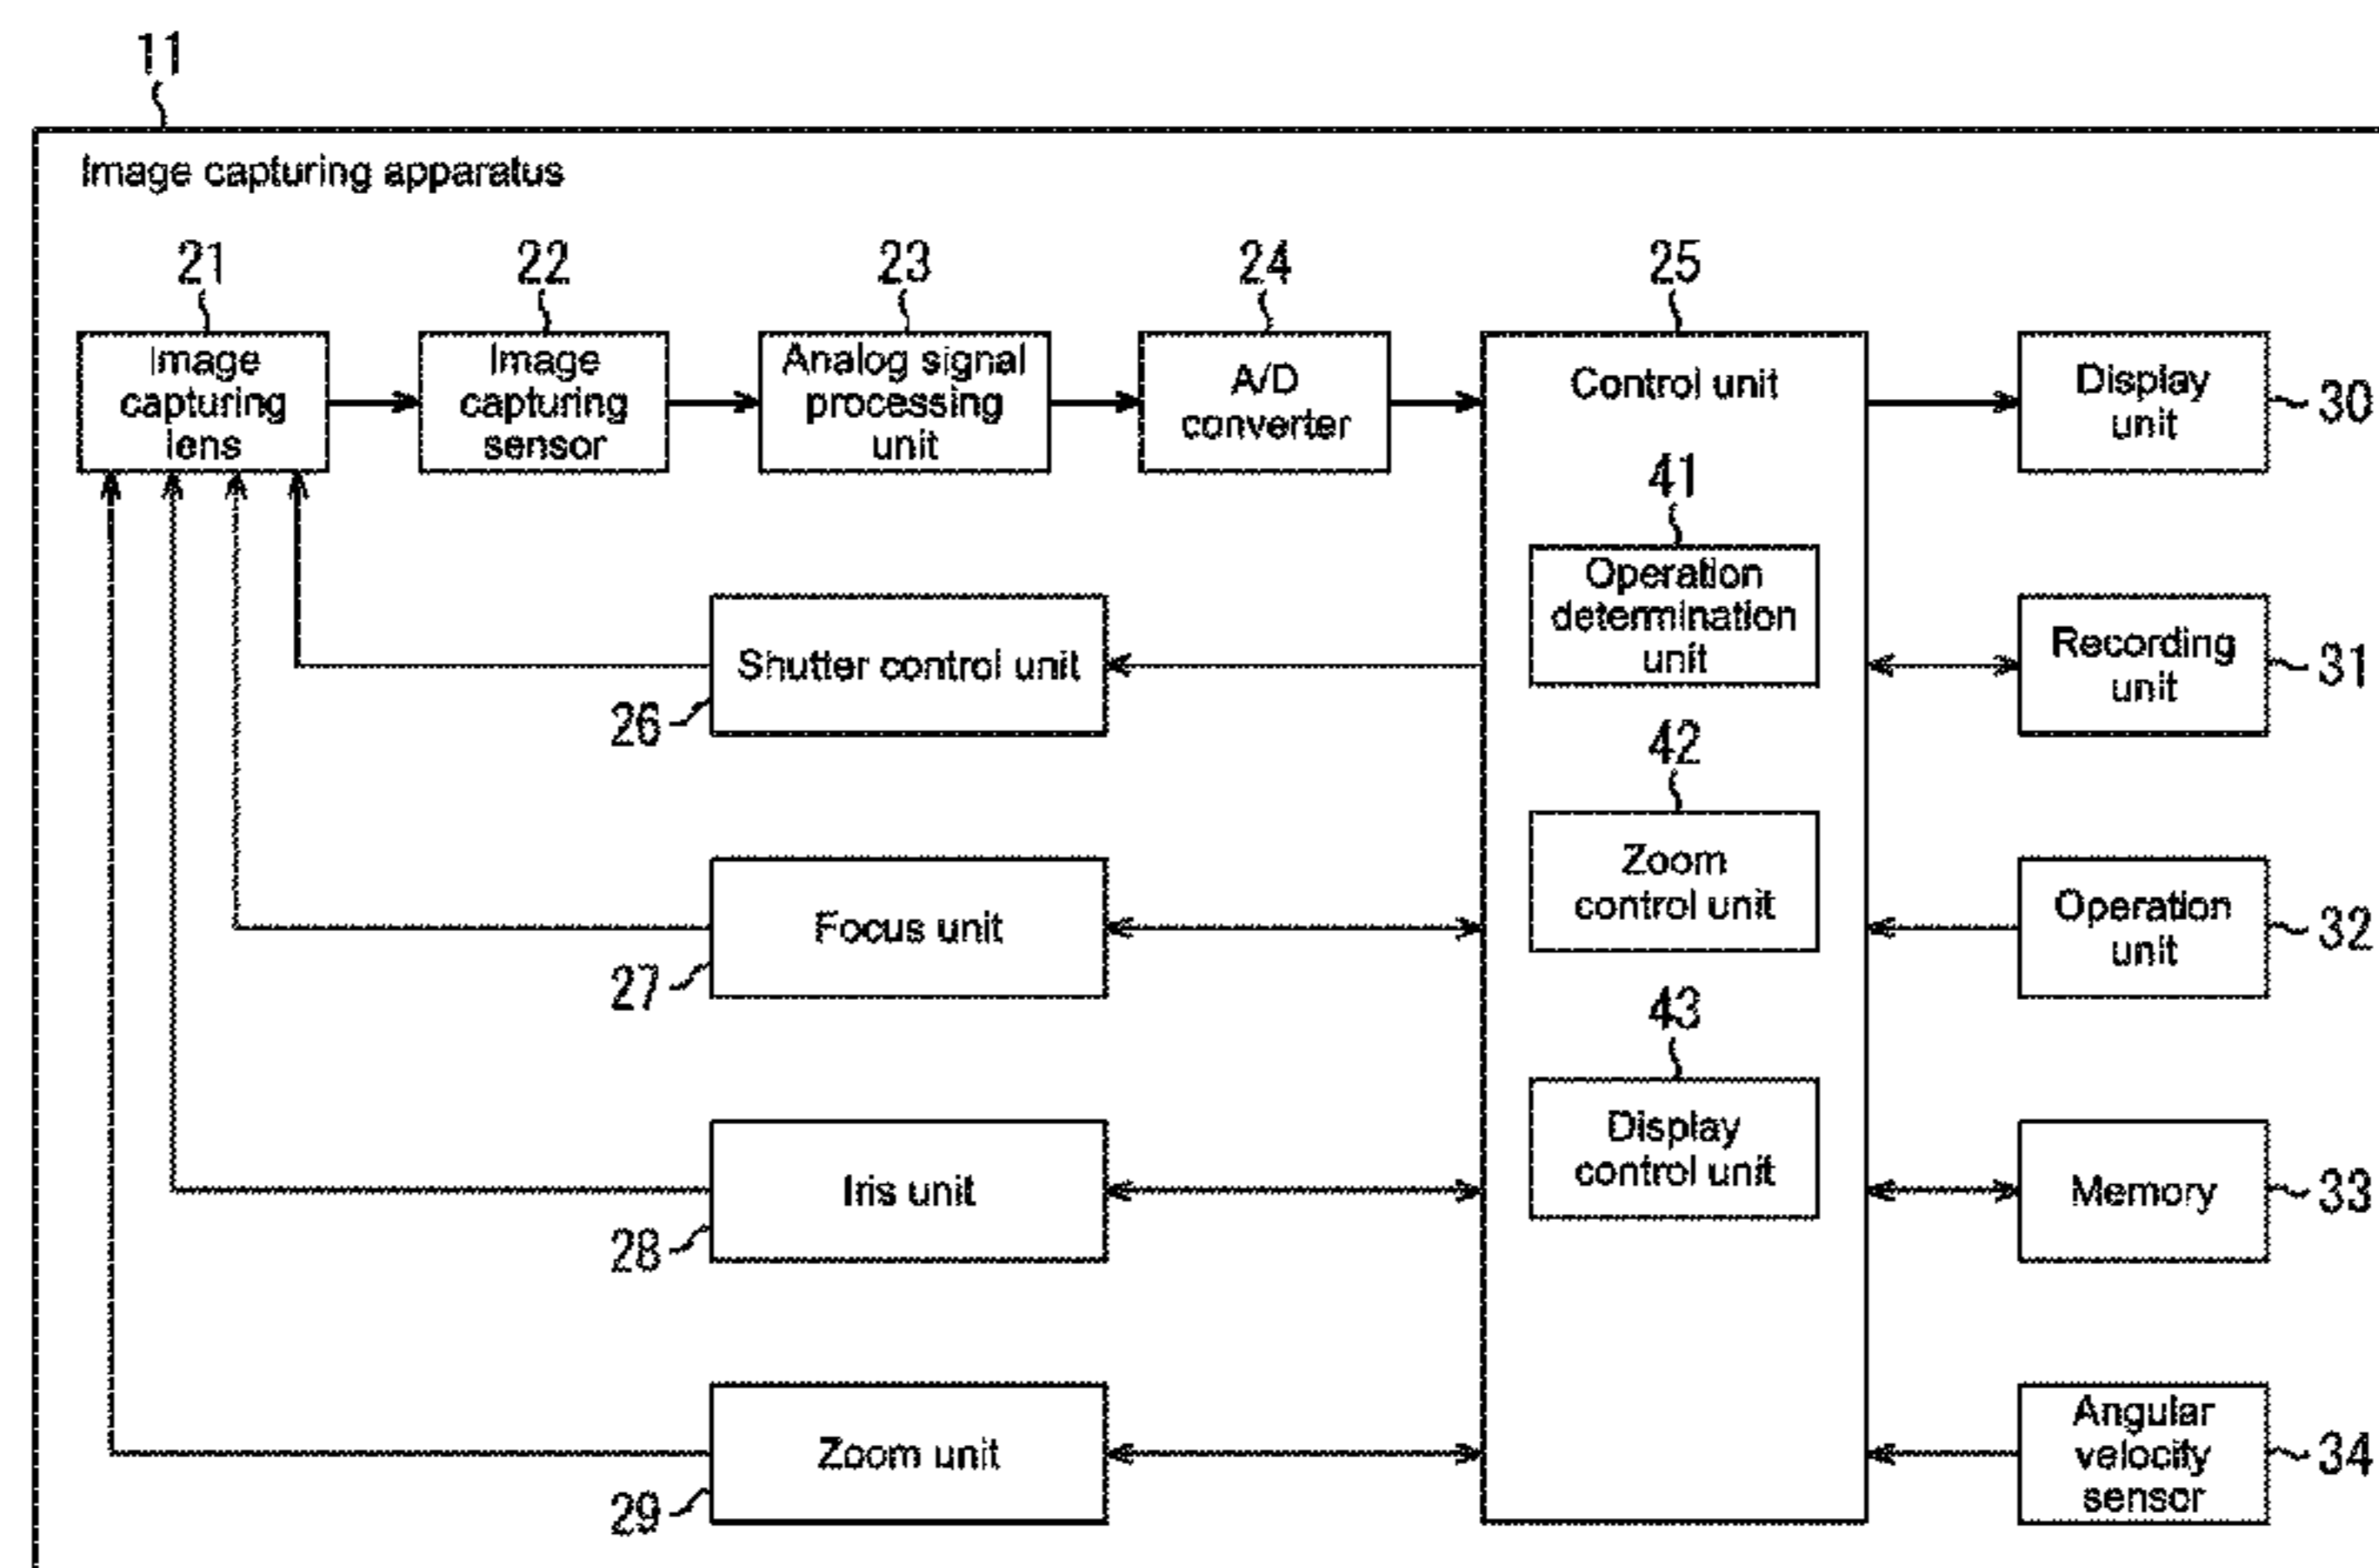 11
Image capturing apparatus
21
22
23
24
25
Image
capturing
lens
Image
capturing
sensor
Analog signal
processing
unit
A/D
converter
Control unit
Display
unit
30
41
Operation
determination
unit
Shutter control unit
26
Recording
unit
31
42
Zoom
control unit
Focus unit
27
Operation
unit
32
43
Display
control unit
Iris unit
28
Memory
33
Zoom unit
29
Angular
velocity
sensor
34